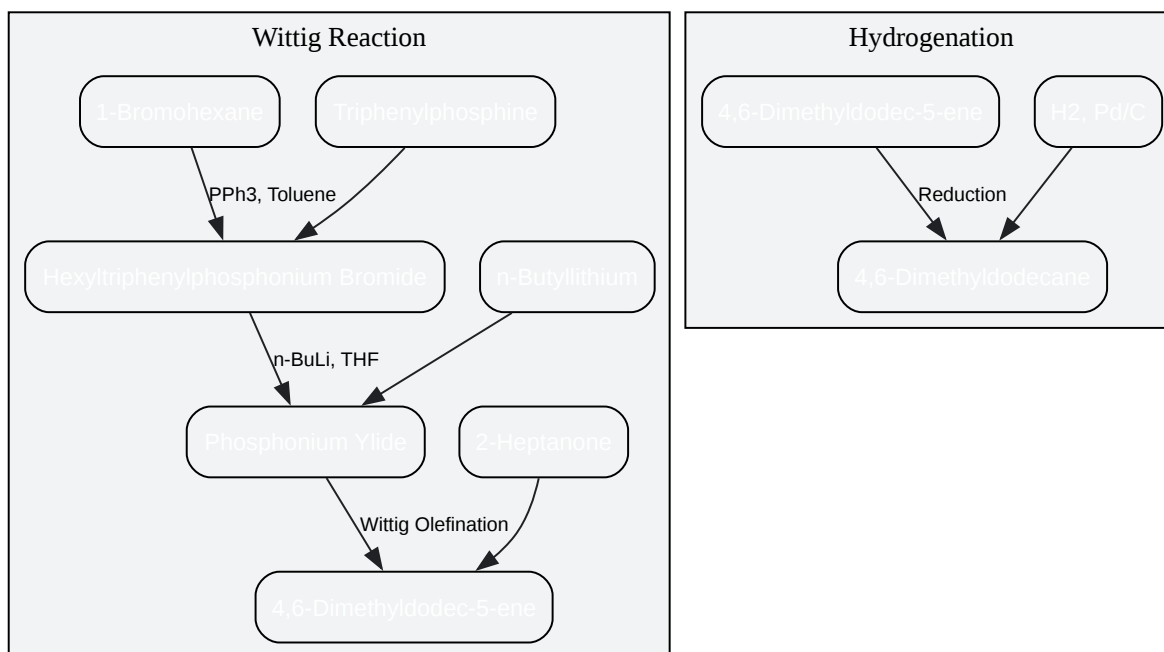 Wittig Reaction
1-Bromohexane
Triphenylphosphine
PPh3, Toluene
Hexyltriphenylphosphonium Bromide
n-Butyllithium
n-BuLi, THF
Phosphonium Ylide
2-Heptanone
Wittig Olefination
4,6-Dimethyldodec-5-ene
Hydrogenation
4,6-Dimethyldodec-5-ene
H2, Pd/C
Reduction
4,6-Dimethyldodecane